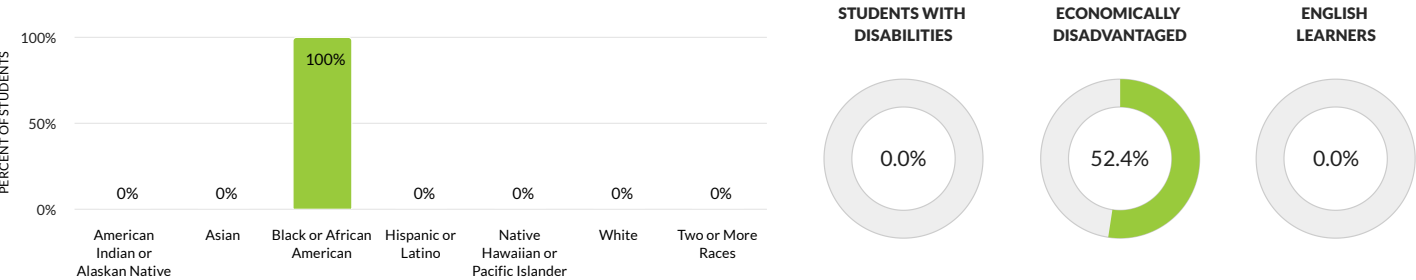 PERCENT OF STUDENTS
100%
50%
0%
0%
0%
100%
0%
0%
0%
0%
American
Indian or
Alaskan Native
Asian
Black or African
American
Hispanic or
Latino
Native
Hawaiian or
Pacific Islander
White
Two or More
Races
STUDENTS WITH
DISABILITIES
0.0%
ECONOMICALLY
DISADVANTAGED
52.4%
ENGLISH
LEARNERS
0.0%